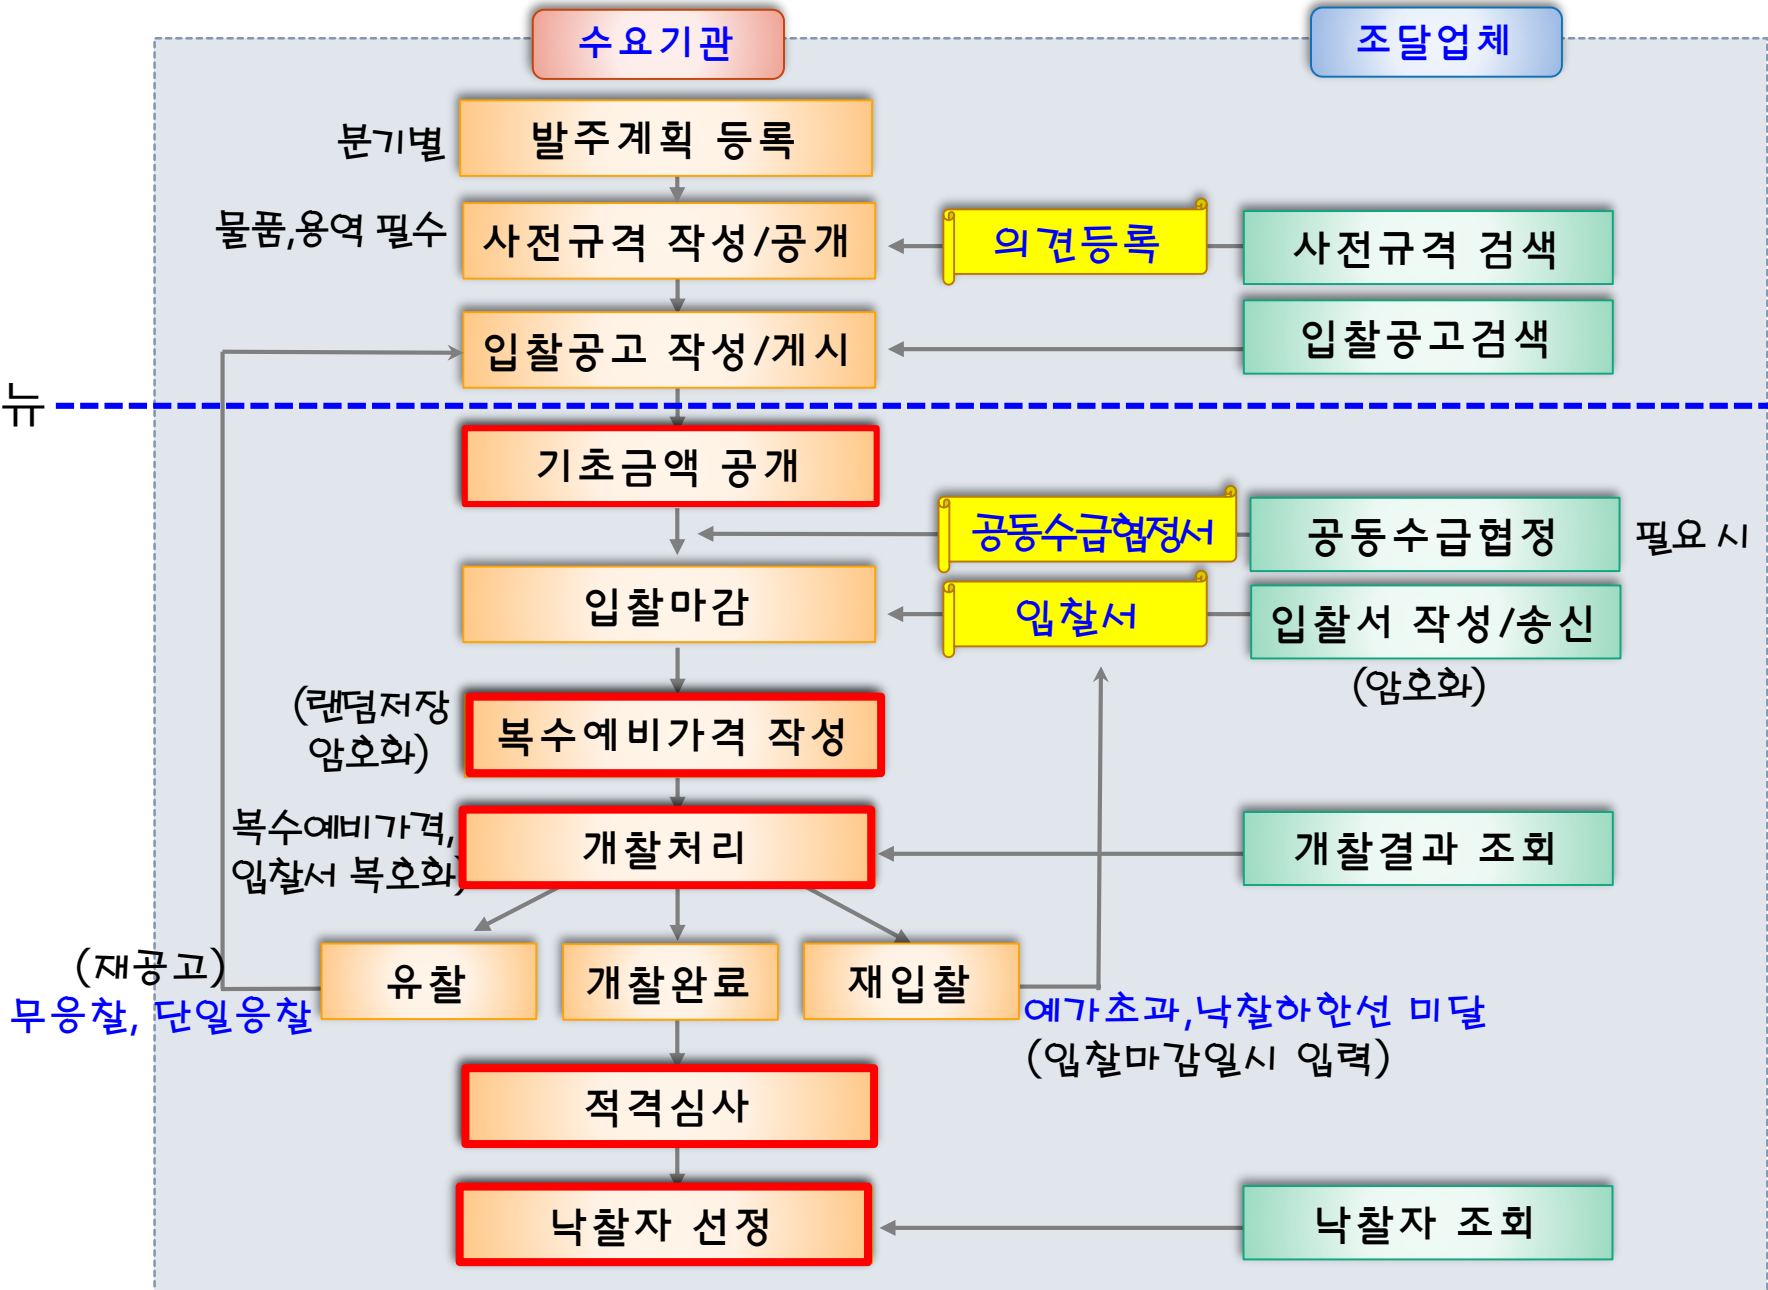 수요기관
조달업체
분기별
발주계획 등록
물품,용역 필수
사전규격 작성/공개
의견등록
사전규격 검색
입찰공고 작성/게시
입찰공고검색
뉴
기초금액 공개
공동수급협정서
공동수급협정
필요 시
입찰마감
입찰서
입찰서 작성/송신
(암호화)
(랜덤저장
암호화)
복수예비가격 작성
복수예비가격,
입찰서 복호화)
개찰처리
개찰결과 조회
(재공고)
무응찰, 단일응찰
유찰
개찰완료
재입찰
예가초과,낙찰하한선 미달
(입찰마감일시 입력)
적격심사
낙찰자 선정
낙찰자 조회